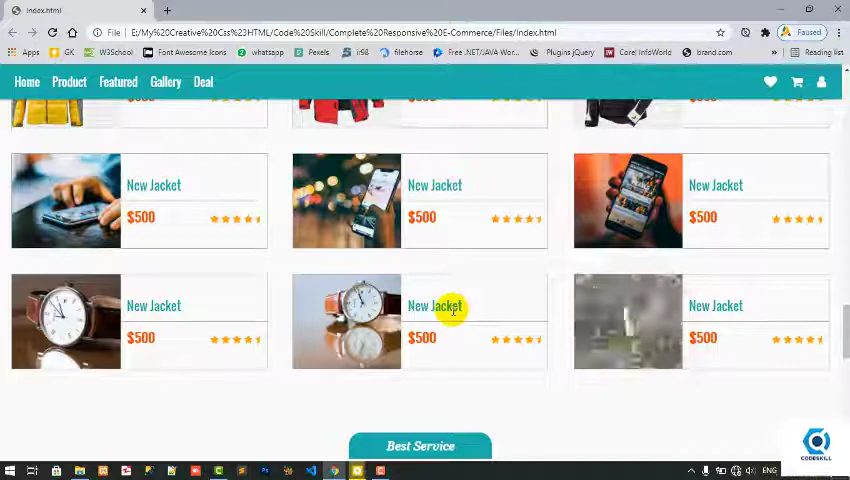 Index.html
File | E:/My%20Creative%20Css%23HTML/Code%20Skill/Complete%20Responsive%20E-Commerce/Files/Index.html
Paused
Apps GK W3School Font Awesome Icons whatsapp Pexels ir98 filehorse Free .NET/JAVA Wor... Plugins jQuery Corel InfoWorld brand.com Reading list
Home Product Featured Gallery Deal
New Jacket New Jacket New Jacket
$500 $500 $500
New Jacket New Jacket New Jacket
$500 $500 $500
Best Service
CODESKILL
ENG